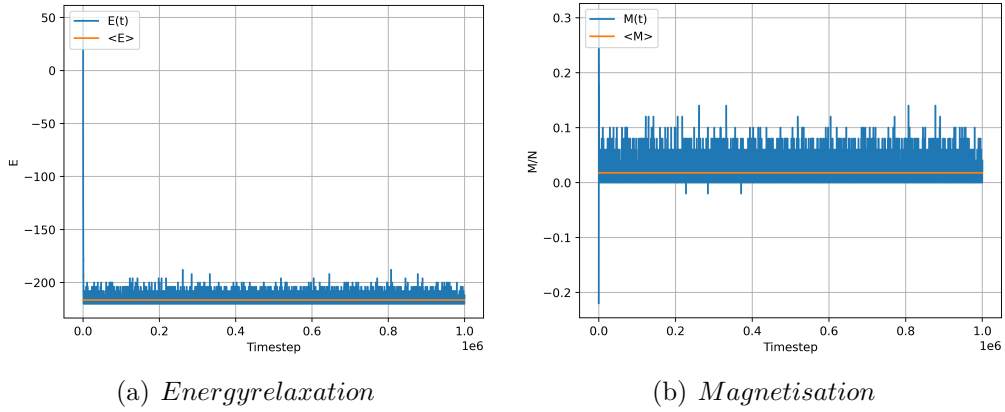 E(t)
<E>
50
0
−50
−100
−150
−200
E
0.0
0.2
0.4
0.6
0.8
1.0
1e6
Timestep
(a) Energyrelaxation
M(t)
<M>
0.3
0.2
0.1
0.0
−0.1
−0.2
M/N
0.0
0.2
0.4
0.6
0.8
1.0
1e6
Timestep
(b) Magnetisation